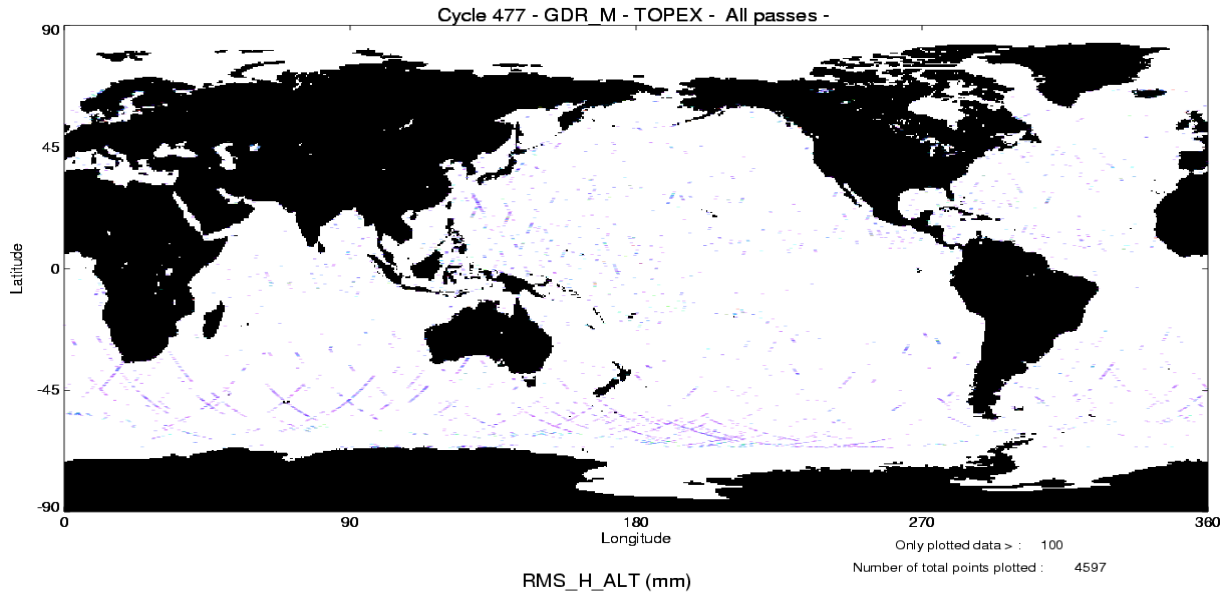 Cycle 477 - GDR_M - TOPEX - All passes -
90
45
0
-45
-90
Latitude
0 90 180 270 360
Longitude
Only plotted data > : 100
Number of total points plotted : 4597
RMS_H_ALT (mm)